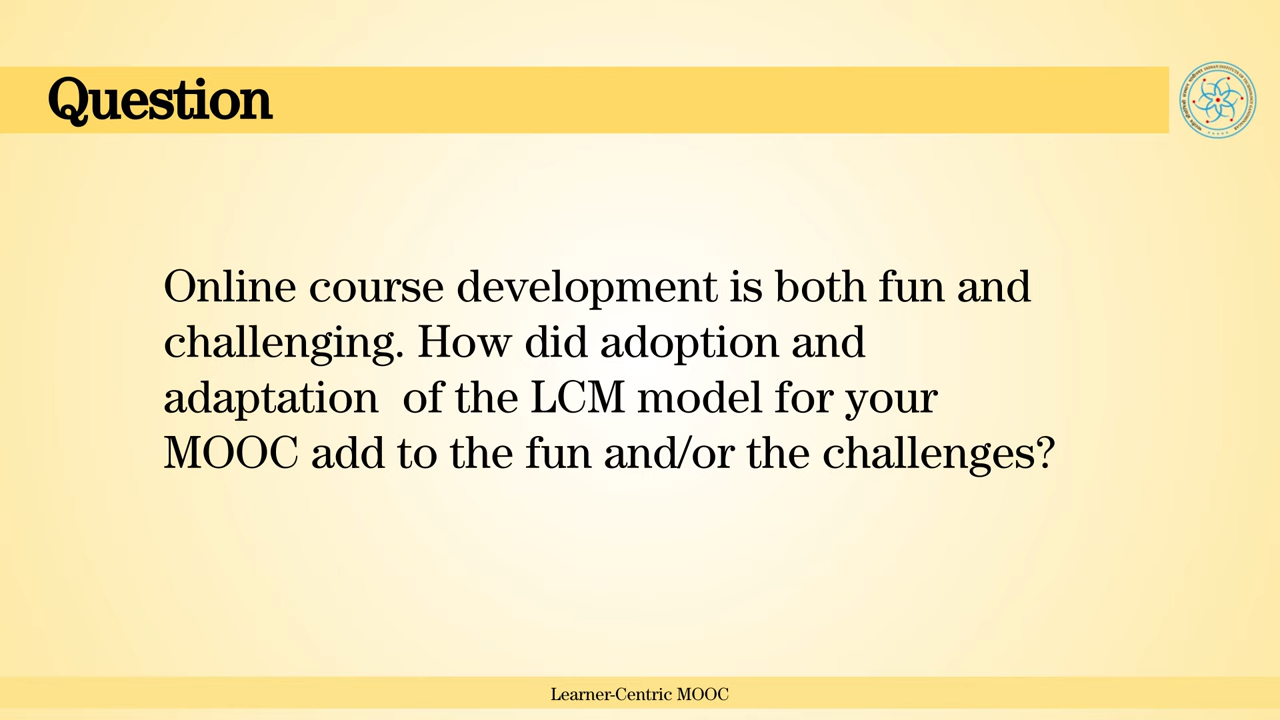 Question
Online course development is both fun and
challenging. How did adoption and
adaptation  of the LCM model for your
MOOC add to the fun and/or the challenges?
Learner-Centric MOOC